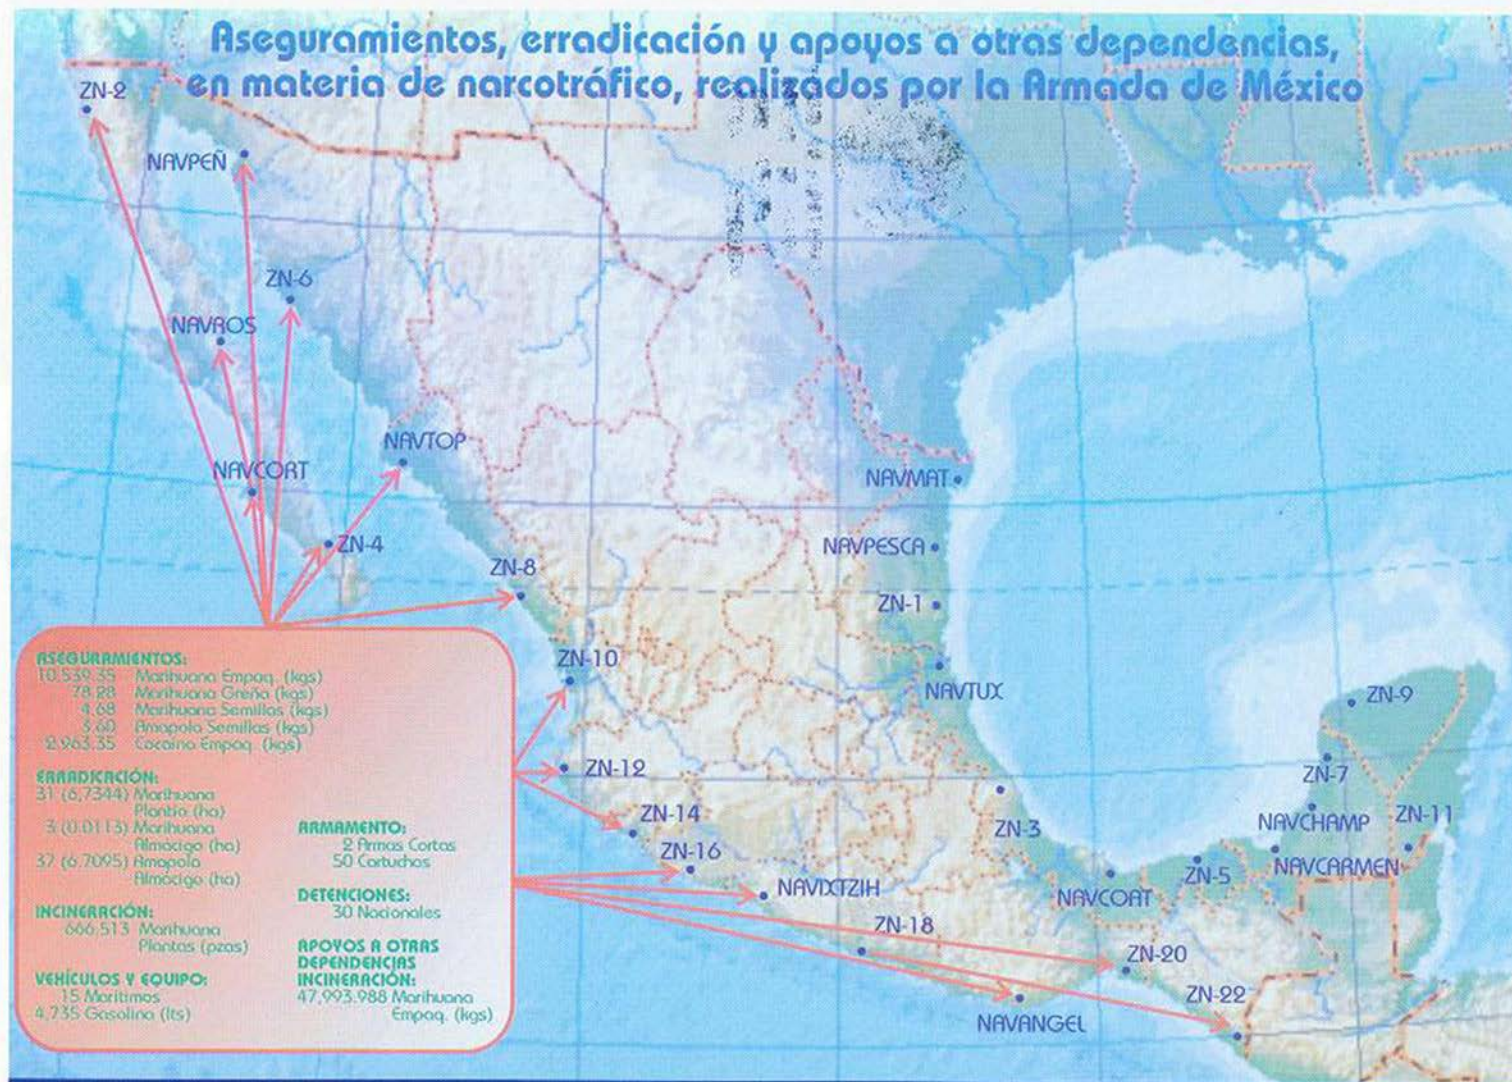 Aseguramientos, erradicación y apoyos a otras dependencias,
en materia de narcotráfico, realizados por la Armada de México
ZN-2
NAVPEÑ
ZN-6
NAVROS
NAVTOP
NAVCORT
ZN-4
NAVMAT
NAVPESCA
ZN-8
ZN-1
ZN-10
NAVTUX
ZN-9
ZN-12
ZN-7
ZN-14
ZN-3
NAVCHAMP
ZN-11
ZN-16
NAVCARMEN
NAVIXTZIH
NAVCOAT
ZN-5
ZN-18
ZN-20
ZN-22
NAVANGEL
ASEGURAMIENTOS:
10,539.35 Marihuana Empaq. (kgs)
78.28 Marihuana Greña (kgs)
4.68 Marihuana Semillas (kgs)
3.60 Amapola Semillas (kgs)
2,963.35 Cocaína Empaq. (kgs)
ERRADICACIÓN:
31 (6,7344) Marihuana
Plantío (ha)
3 (0.0113) Marihuana
Almácigo (ha)
37 (6.7095) Amapola
Almácigo (ha)
INCINERACIÓN:
666,513 Marihuana
Plantas (pzas)
VEHÍCULOS Y EQUIPO:
15 Marítimos
4,735 Gasolina (lts)
ARMAMENTO:
2 Armas Cortas
50 Cartuchos
DETENCIONES:
30 Nacionales
APOYOS A OTRAS
DEPENDENCIAS
INCINERACIÓN:
47,993.988 Marihuana
Empaq. (kgs)